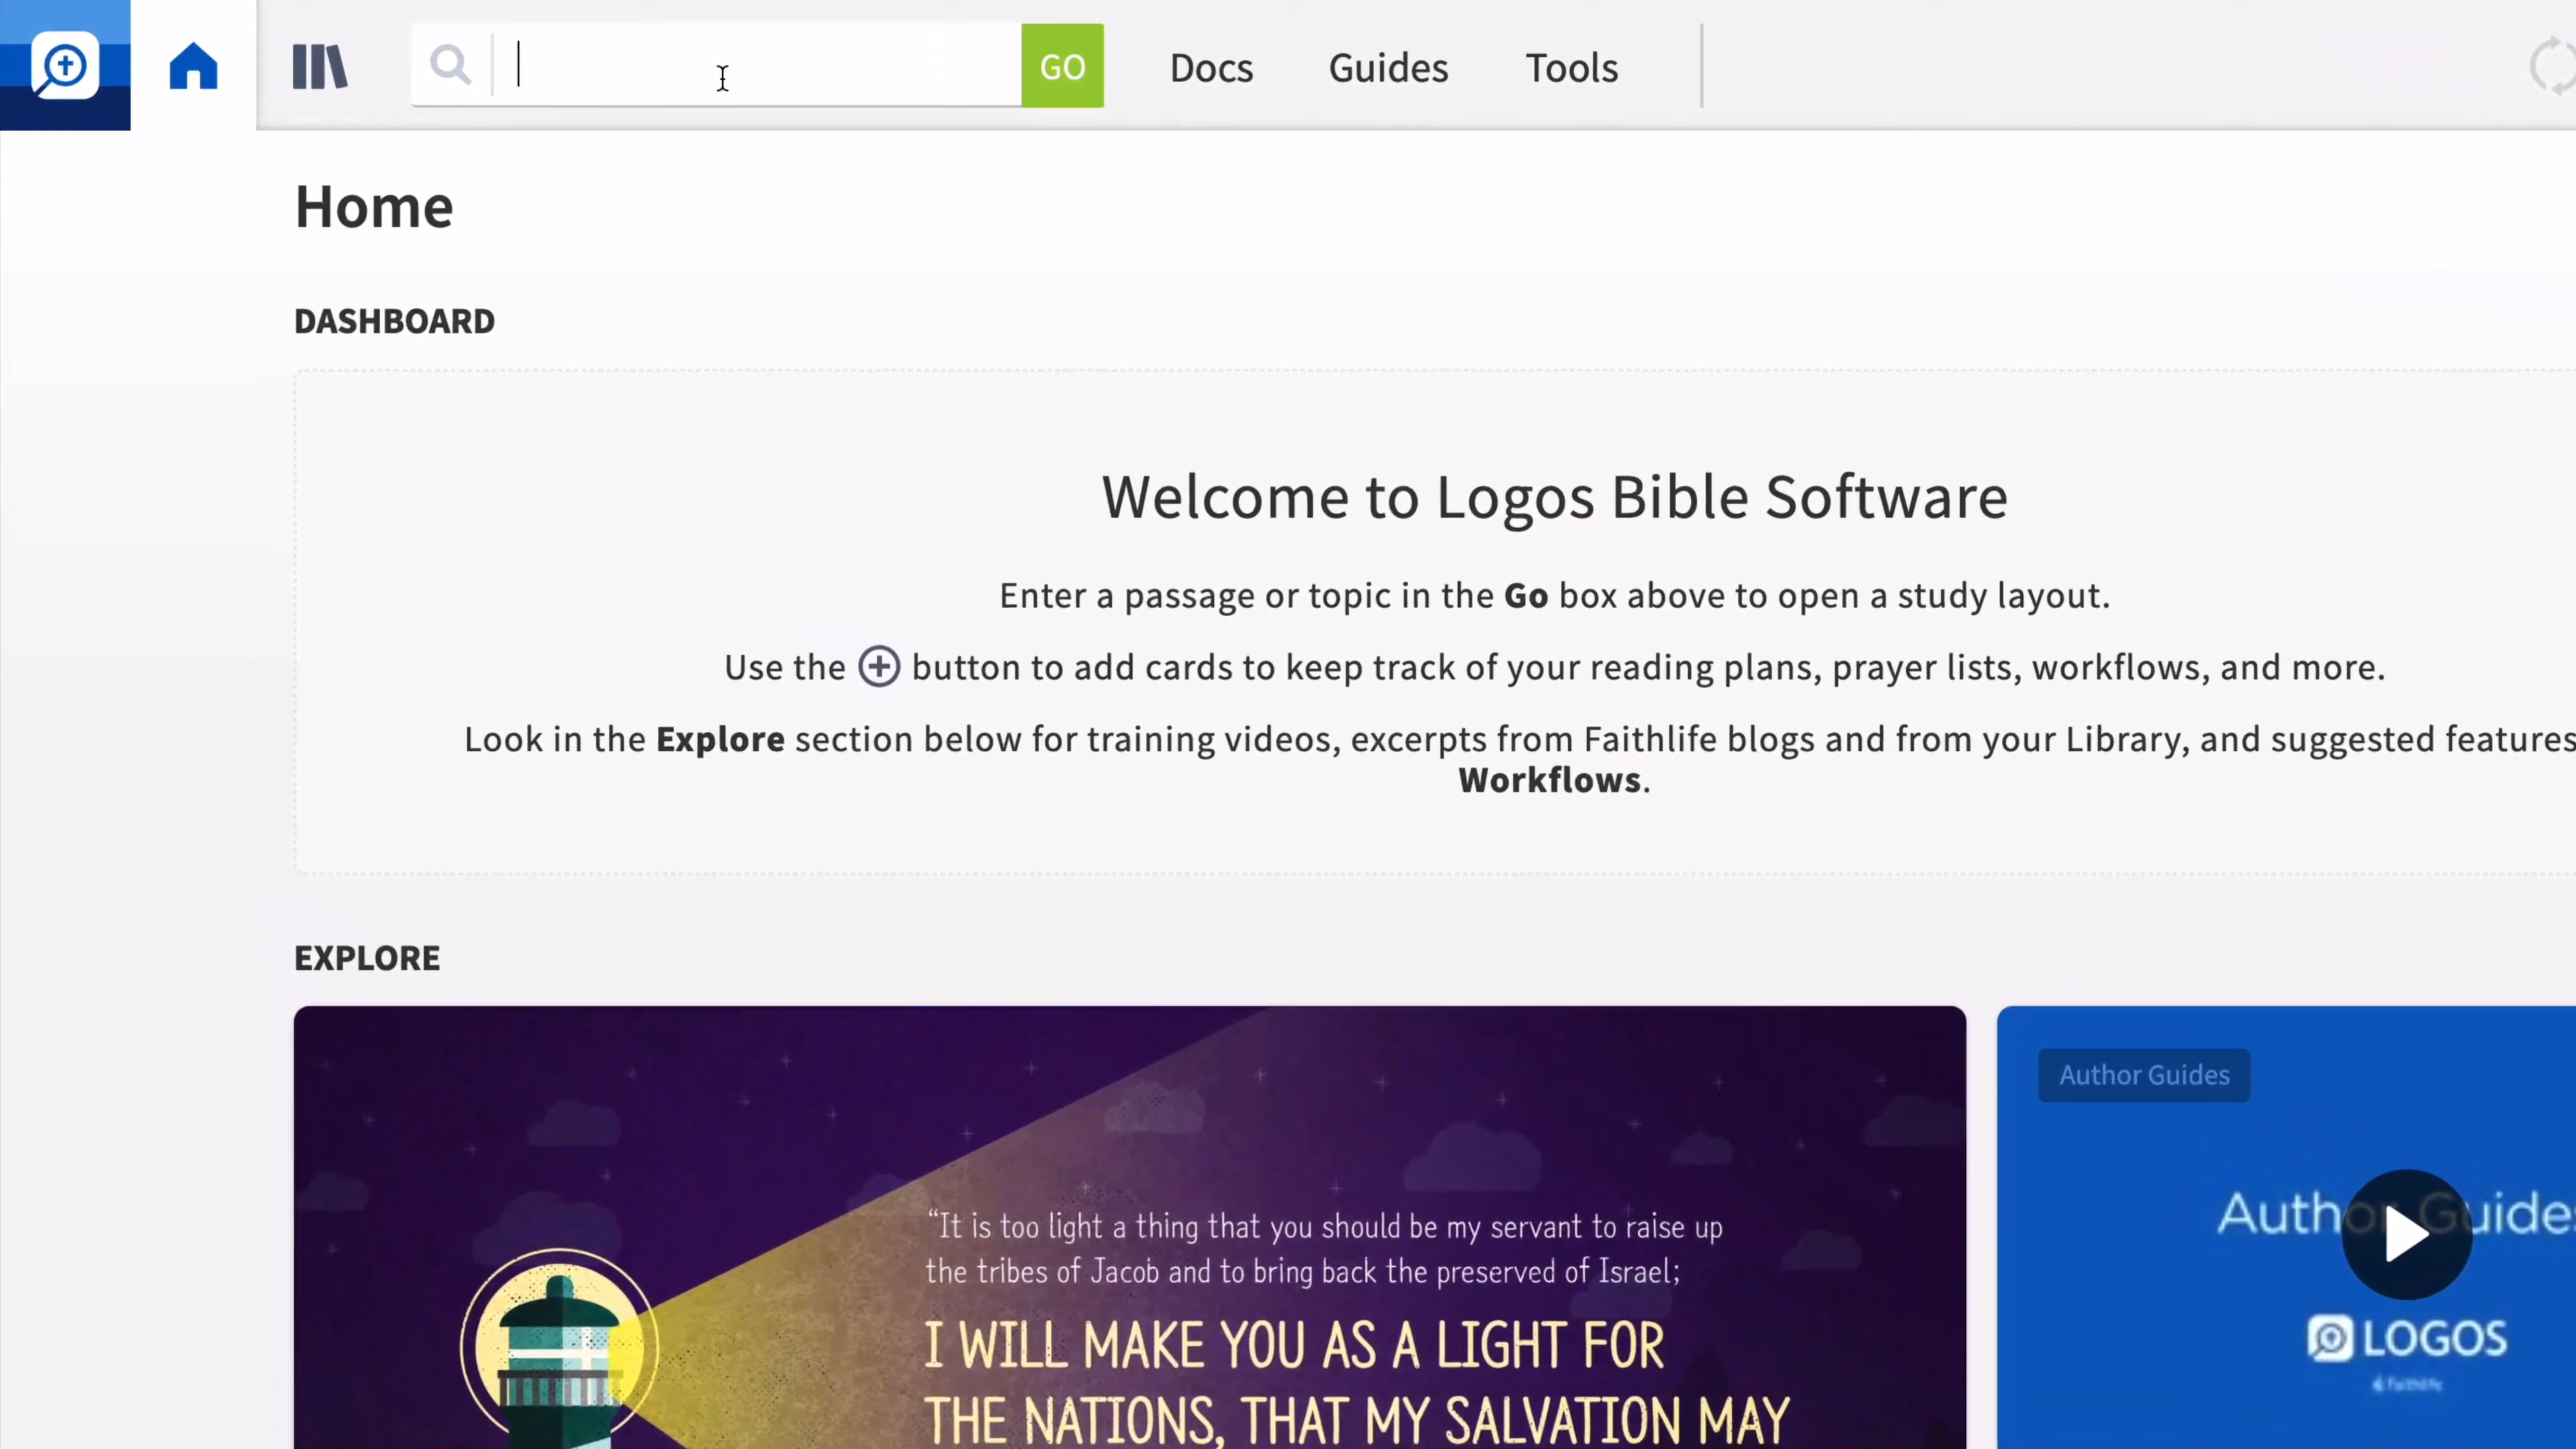 GO
Docs
Guides
Tools
Home
DASHBOARD
Welcome to Logos Bible Software
Enter a passage or topic in the Go box above to open a study layout.
Use the button to add cards to keep track of your reading plans, prayer lists, workflows, and more.
Look in the Explore section below for training videos, excerpts from Faithlife blogs and from your Library, and suggested features
Workflows.
EXPLORE
“It is too light a thing that you should be my servant to raise up
the tribes of Jacob and to bring back the preserved of Israel;
I WILL MAKE YOU AS A LIGHT FOR
THE NATIONS, THAT MY SALVATION MAY
Author Guides
Author Guides
LOGOS
Faithlife